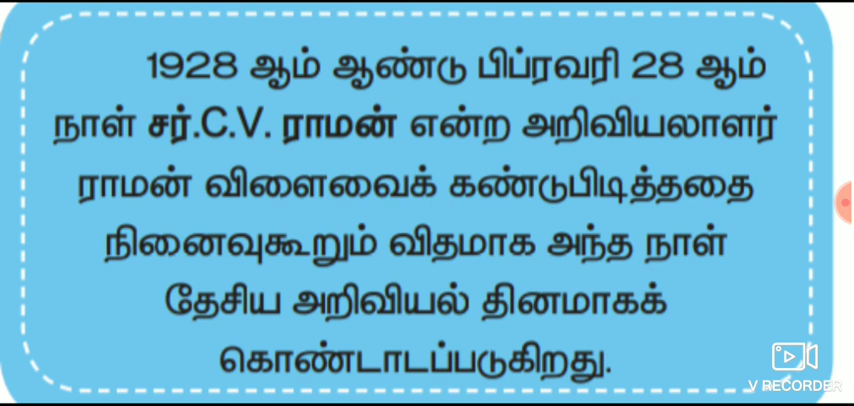 1928 ஆம் ஆண்டு பிப்ரவரி 28 ஆம்
நாள் சர்.C.V. ராமன் என்ற அறிவியலாளர்
ராமன் விளைவைக் கண்டுபிடித்ததை
நினைவுகூறும் விதமாக அந்த நாள்
தேசிய அறிவியல் தினமாகக்
கொண்டாடப்படுகிறது.
V RECORDER